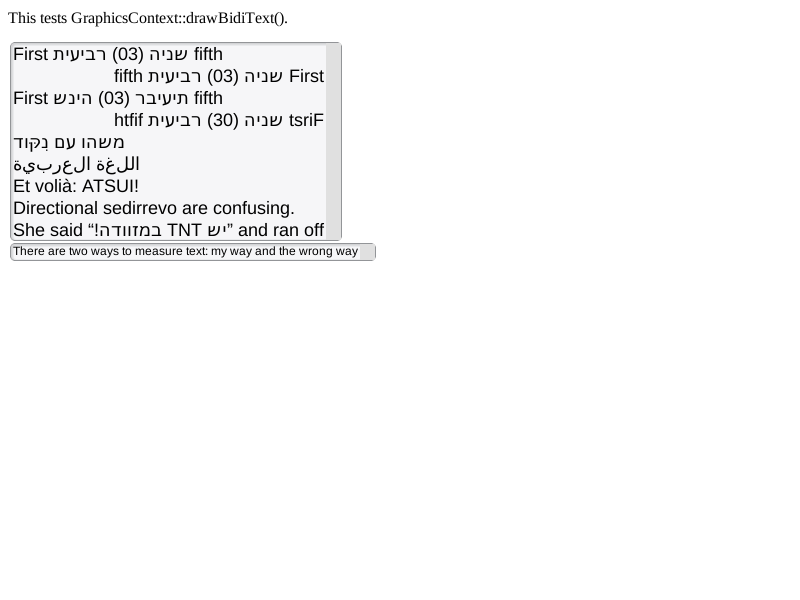 This tests GraphicsContext::drawBidiText().
First שניה (03) רביעית fifth
First שניה (03) רביעית fifth
First תיעיבר (03) הינש fifth
tsriF שניה (30) רביעית htfif
משהו עם נִקּוּד
اللغة العربية
Et volià: ATSUI!
Directional sedirrevo are confusing.
She said “יש TNT במזוודה!” and ran off
There are two ways to measure text: my way and the wrong way